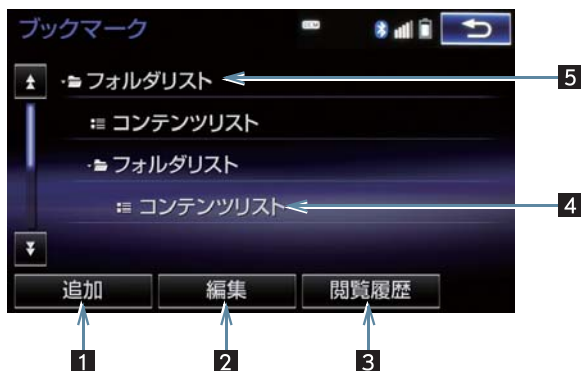 ブックマーク
フォルダリスト 5
コンテンツリスト
フォルダリスト
コンテンツリスト 4
追加 編集 閲覧履歴
1 2 3